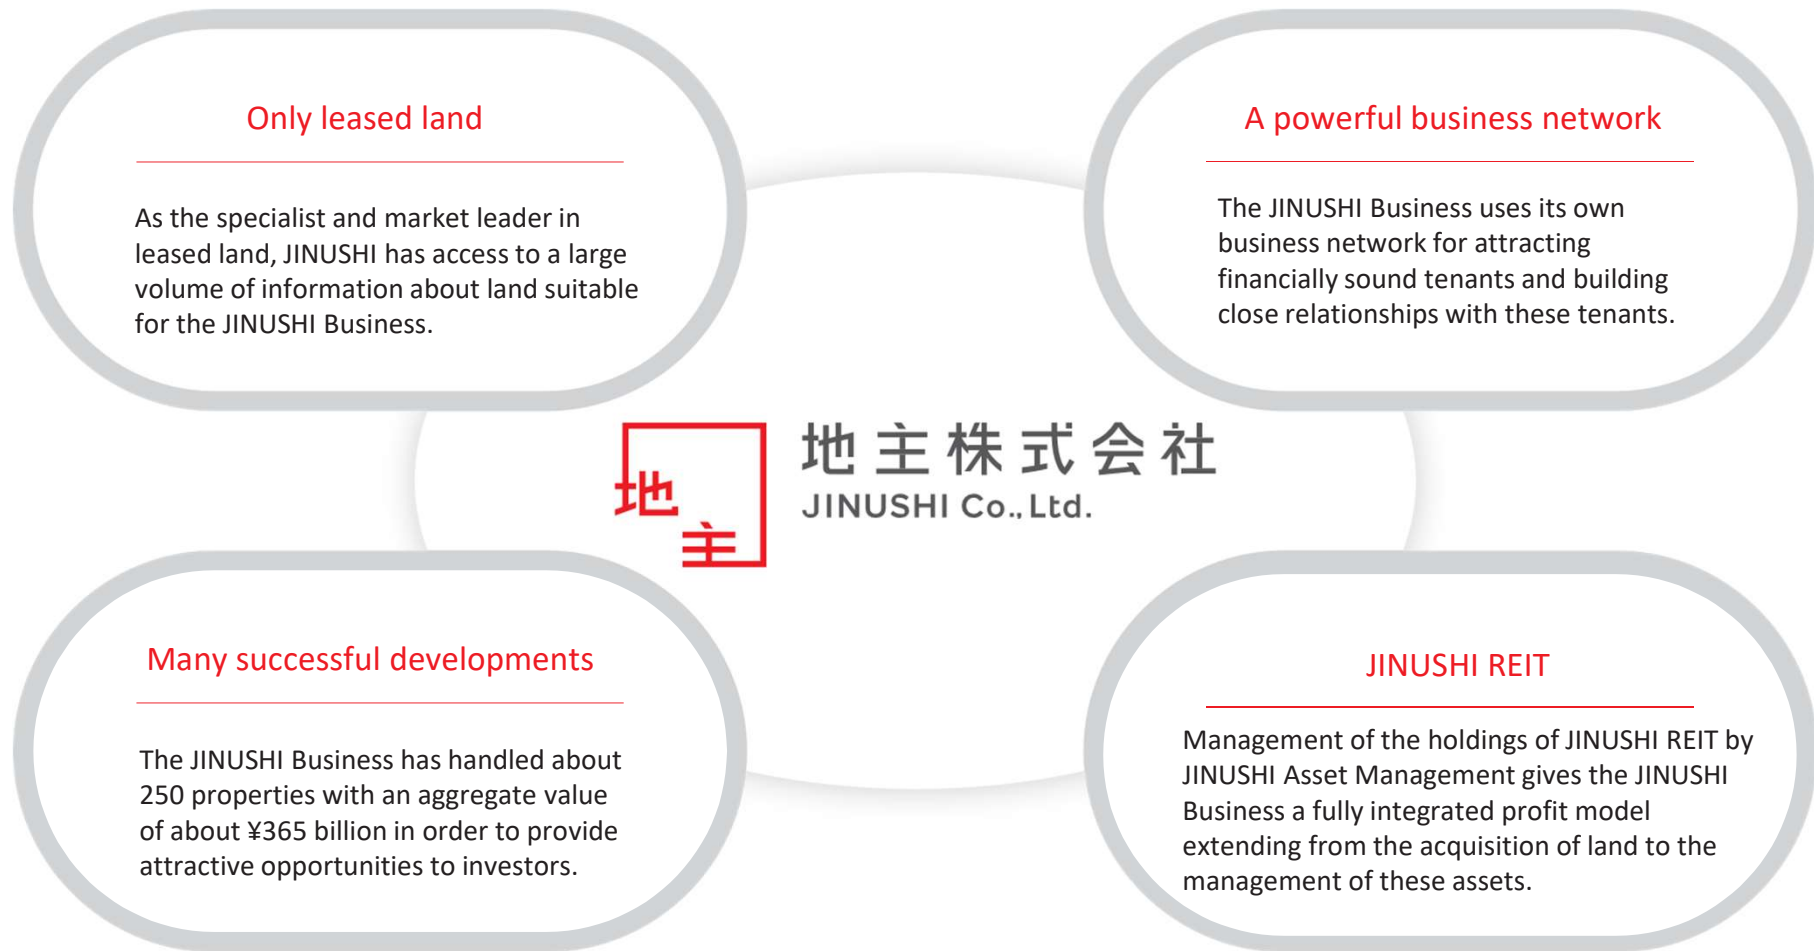 Only leased land
As the specialist and market leader in
leased land, JINUSHI has access to a large
volume of information about land suitable
for the JINUSHI Business.
A powerful business network
The JINUSHI Business uses its own
business network for attracting
financially sound tenants and building
close relationships with these tenants.
地主
地主株式会社
JINUSHI Co., Ltd.
Many successful developments
The JINUSHI Business has handled about
250 properties with an aggregate value
of about ¥365 billion in order to provide
attractive opportunities to investors.
JINUSHI REIT
Management of the holdings of JINUSHI REIT by
JINUSHI Asset Management gives the JINUSHI
Business a fully integrated profit model
extending from the acquisition of land to the
management of these assets.